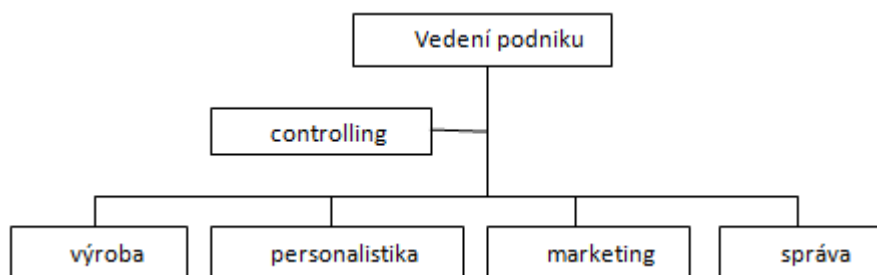 Vedení podniku
controlling
výroba
personalistika
marketing
správa